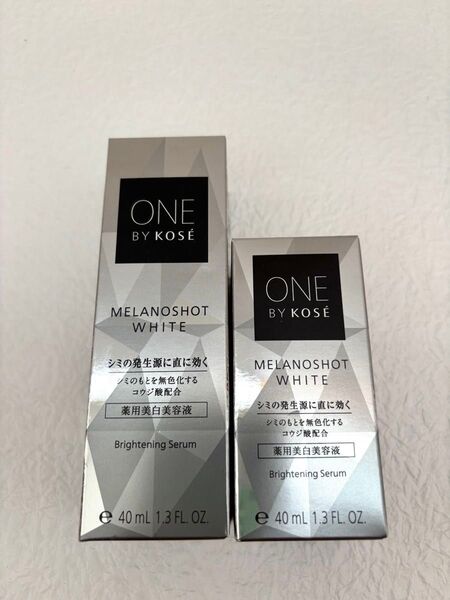 ONE
BY KOSÉ
MELANOSHOT
WHITE
シミの発生源に直に効く
シミのもとを無色化する
コウジ酸配合
薬用美白美容液
Brightening Serum
℮ 40 mL 1.3 FL. OZ.
ONE
BY KOSÉ
MELANOSHOT
WHITE
シミの発生源に直に効く
シミのもとを無色化する
コウジ酸配合
薬用美白美容液
Brightening Serum
℮ 40 mL 1.3 FL. OZ.